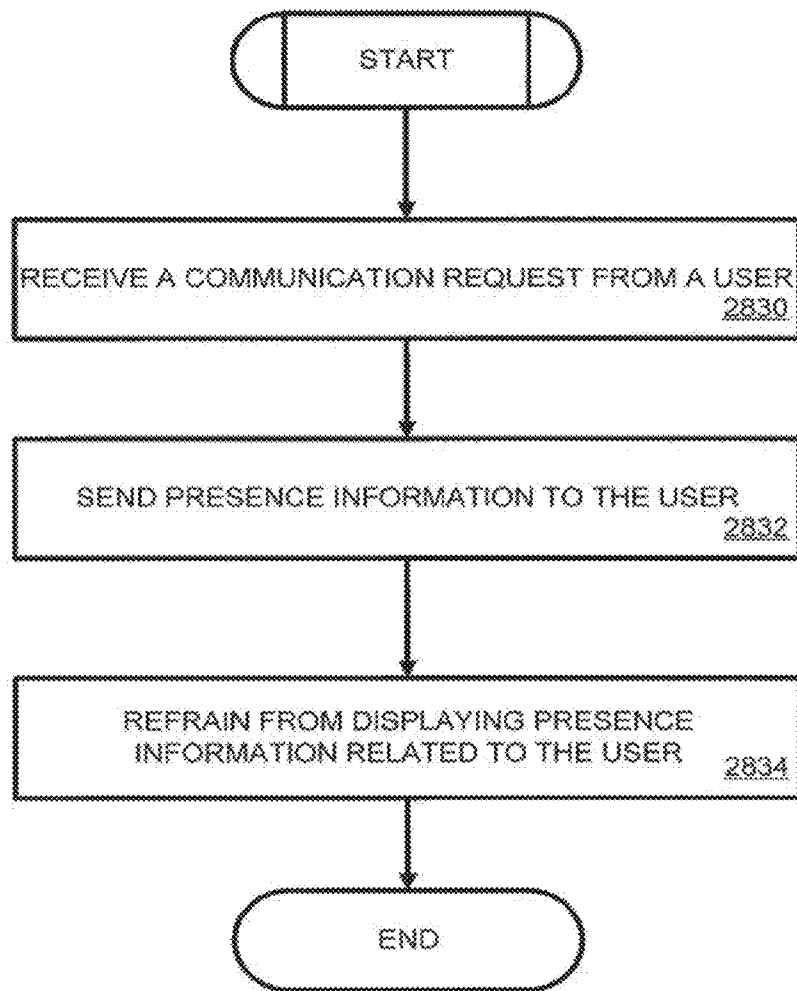 START
RECEIVE A COMMUNICATION REQUEST FROM A USER
2830
SEND PRESENCE INFORMATION TO THE USER
2832
REFRAIN FROM DISPLAYING PRESENCE
INFORMATION RELATED TO THE USER
2834
END